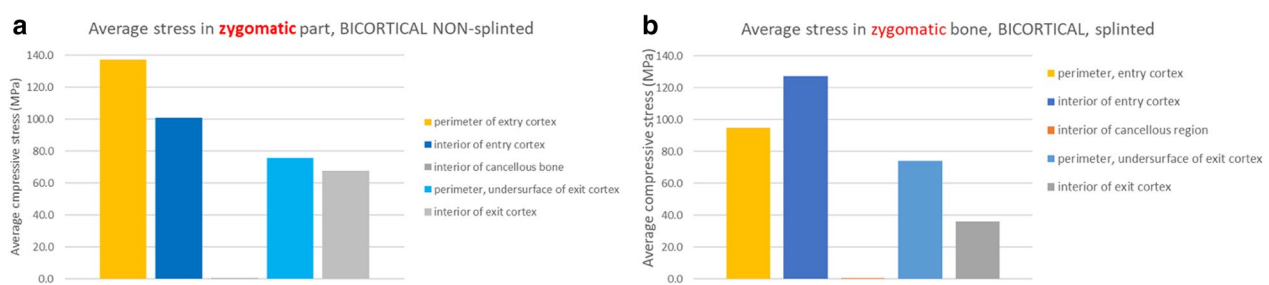 a
Average stress in zygomatic part, BICORTICAL NON-splinted
Average cmpressive stress (MPa)
140.0
120.0
100.0
80.0
60.0
40.0
20.0
0.0
perimeter of extry cortex
interior of entry cortex
interior of cancellous bone
perimeter, undersurface of exit cortex
interior of exit cortex
b
Average stress in zygomatic bone, BICORTICAL, splinted
Average compressive stress (MPa)
140.0
120.0
100.0
80.0
60.0
40.0
20.0
0.0
perimeter, entry cortex
interior of entry cortex
interior of cancellous region
perimeter, undersurface of exit cortex
interior of exit cortex